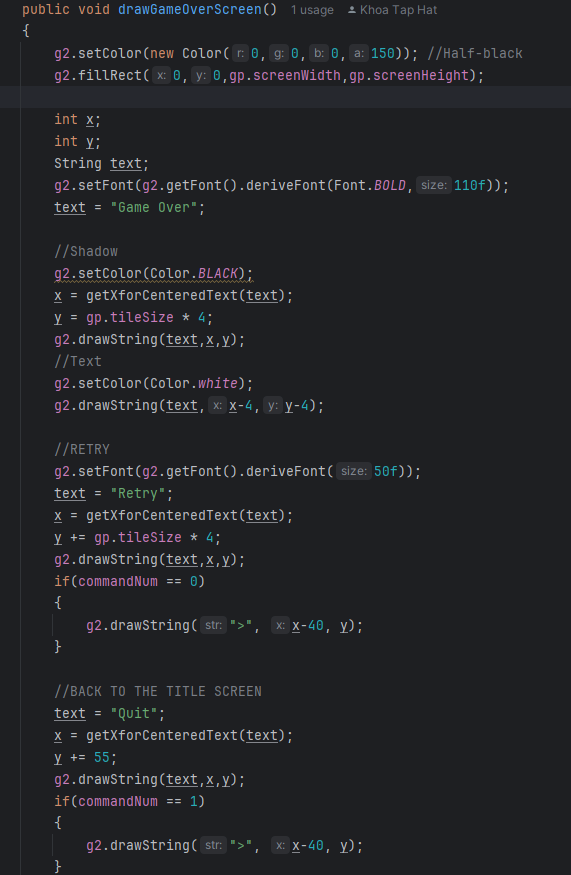 public void drawGameOverScreen() 1 usage Khoa Tap Hat
{
g2.setColor(new Color( r: 0, g: 0, b: 0, a: 150)); //Half-black
g2.fillRect( x: 0, y: 0,gp.screenWidth,gp.screenHeight);
int x;
int y;
String text;
g2.setFont(g2.getFont().deriveFont(Font.BOLD, size: 110f));
text = "Game Over";
//Shadow
g2.setColor(Color.BLACK);
x = getXforCenteredText(text);
y = gp.tileSize * 4;
g2.drawString(text,x,y);
//Text
g2.setColor(Color.white);
g2.drawString(text, x: x-4, y: y-4);
//RETRY
g2.setFont(g2.getFont().deriveFont( size: 50f));
text = "Retry";
x = getXforCenteredText(text);
y += gp.tileSize * 4;
g2.drawString(text,x,y);
if(commandNum == 0)
{
g2.drawString( str: ">", x: x-40, y);
}
//BACK TO THE TITLE SCREEN
text = "Quit";
x = getXforCenteredText(text);
y += 55;
g2.drawString(text,x,y);
if(commandNum == 1)
{
g2.drawString( str: ">", x: x-40, y);
}